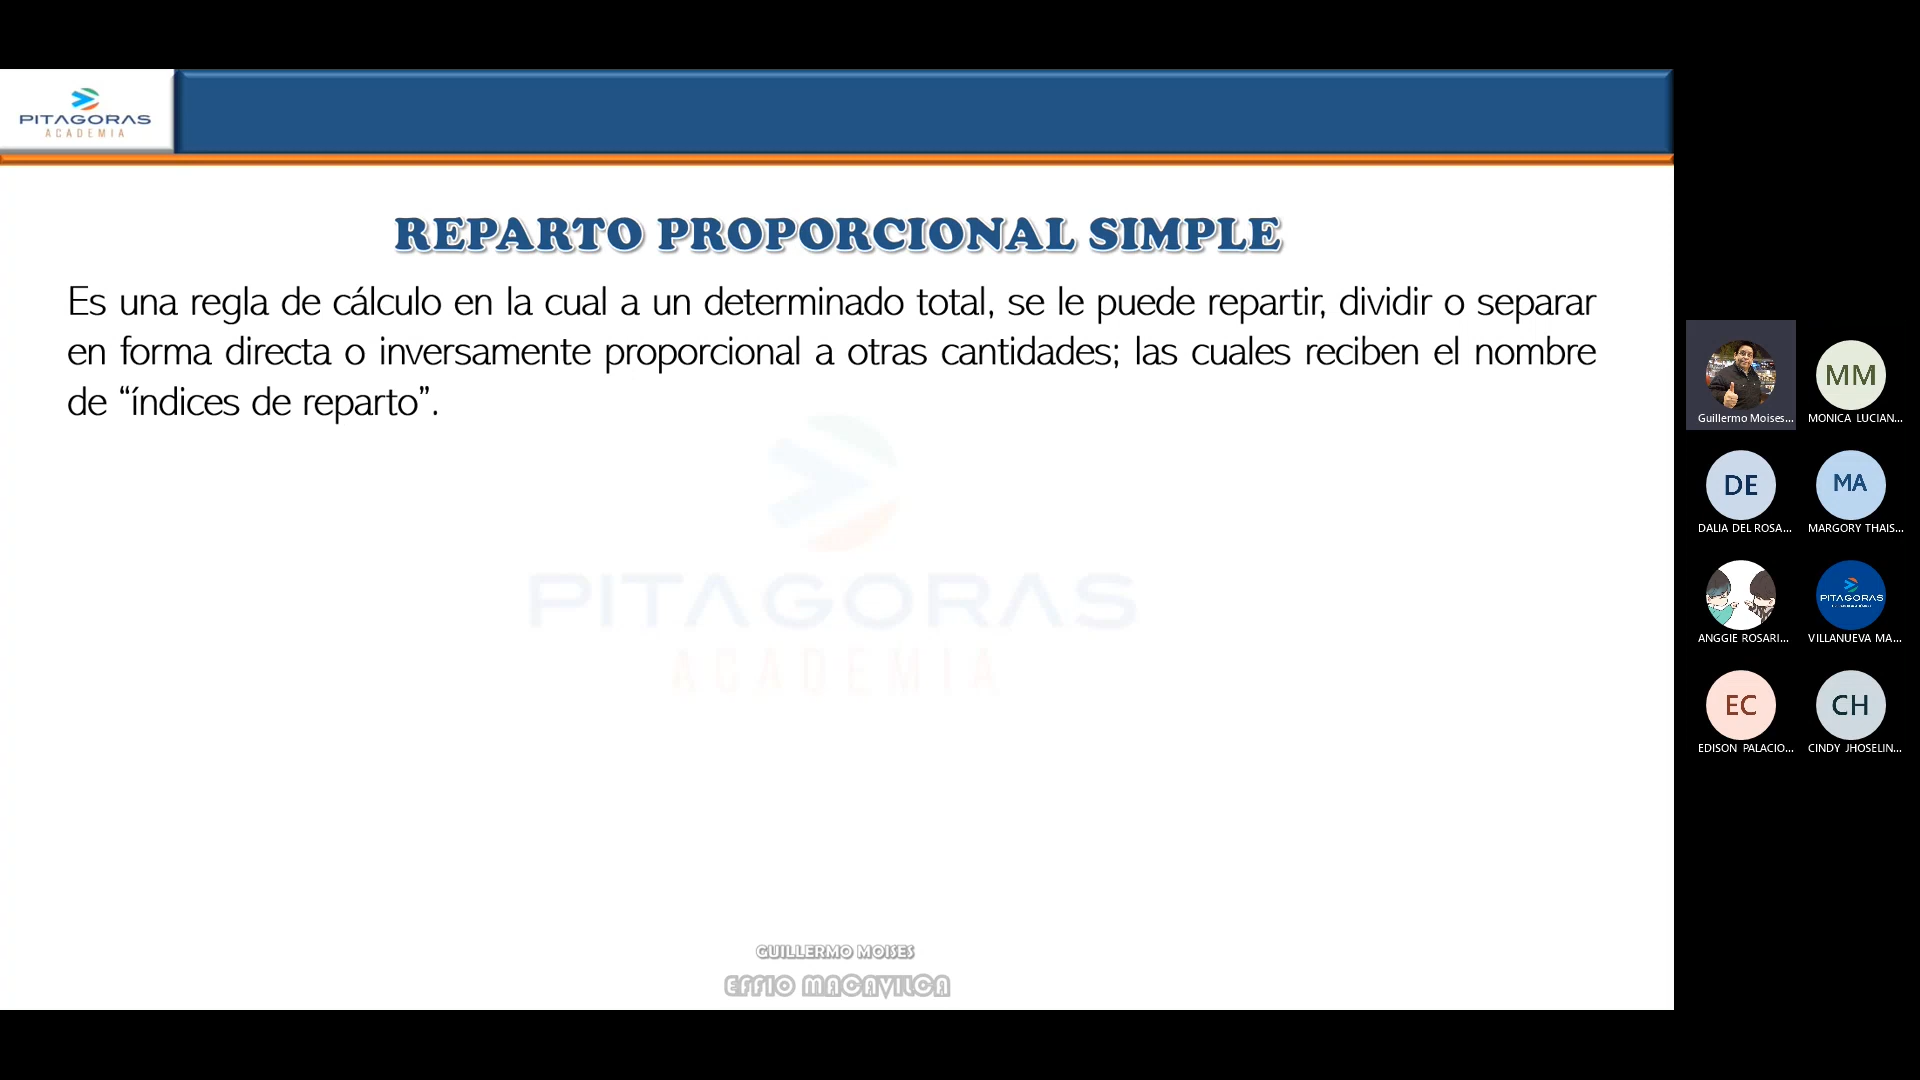 PITAGORAS
ACADEMIA
REPARTO PROPORCIONAL SIMPLE
Es una regla de cálculo en la cual a un determinado total, se le puede repartir, dividir o separar
en forma directa o inversamente proporcional a otras cantidades; las cuales reciben el nombre
de “índices de reparto”.
PITAGORAS
ACADEMIA
GUILLERMO MOISES
EFFIO MACAVILCA
Guillermo Moises...
MM
MONICA LUCIAN...
DE
DALIA DEL ROSA...
MA
MARGORY THAIS...
ANGGIE ROSARI...
PITAGORAS
VILLANUEVA MA...
EC
EDISON PALACIO...
CH
CINDY JHOSELIN...